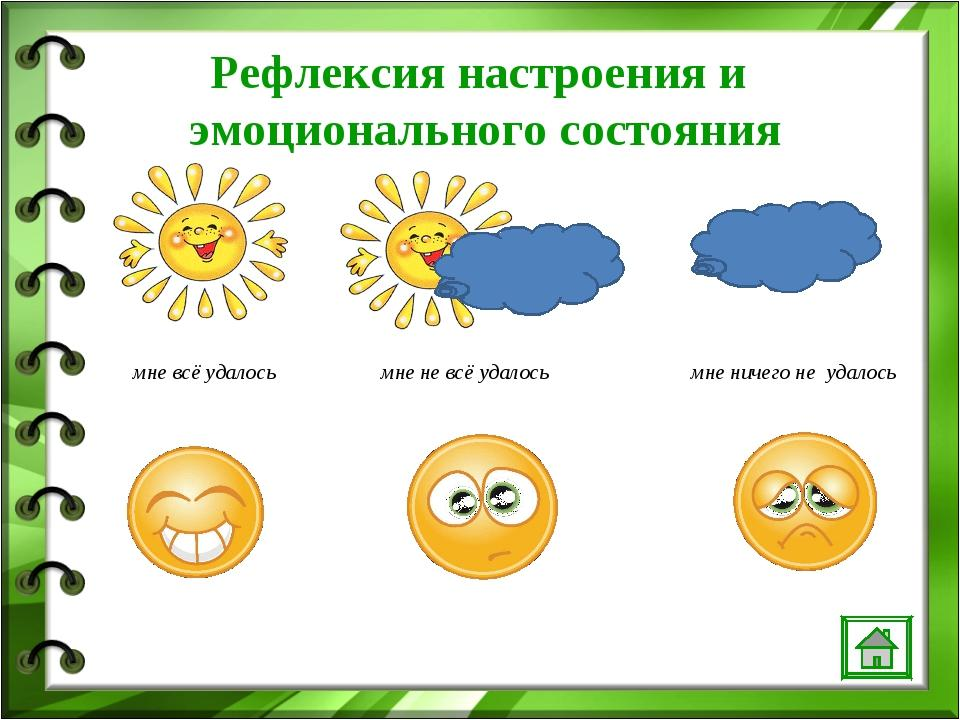 Рефлексия настроения и
эмоционального состояния
мне всё удалось
мне не всё удалось
мне ничего не удалось